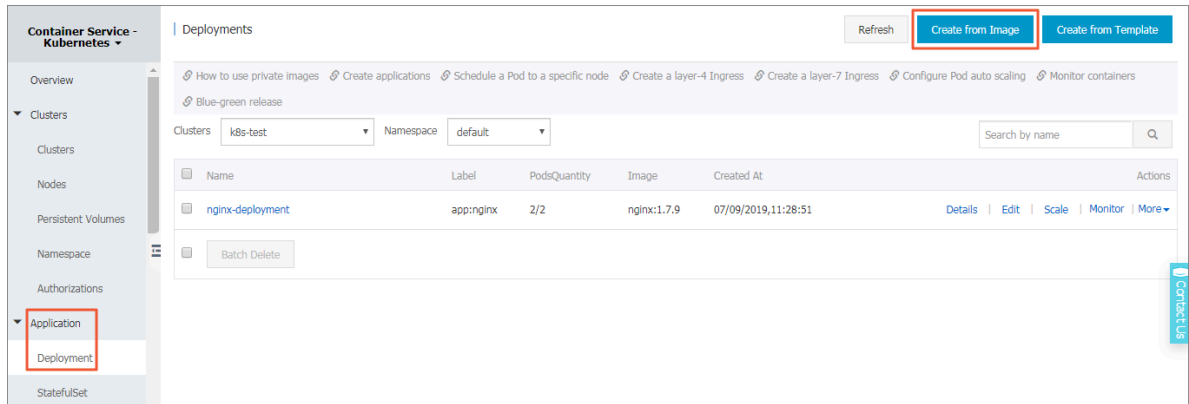 Container Service -
Kubernetes
Overview
Clusters
Clusters
Nodes
Persistent Volumes
Namespace
Authorizations
Application
Deployment
StatefulSet
Deployments
Refresh
Create from Image
Create from Template
How to use private images Create applications Schedule a Pod to a specific node Create a layer-4 Ingress Create a layer-7 Ingress Configure Pod auto scaling Monitor containers
Blue-green release
Clusters k8s-test Namespace default Search by name
Name Label PodsQuantity Image Created At Actions
nginx-deployment app:nginx 2/2 nginx:1.7.9 07/09/2019,11:28:51 Details | Edit | Scale | Monitor | More
Batch Delete
Contact Us